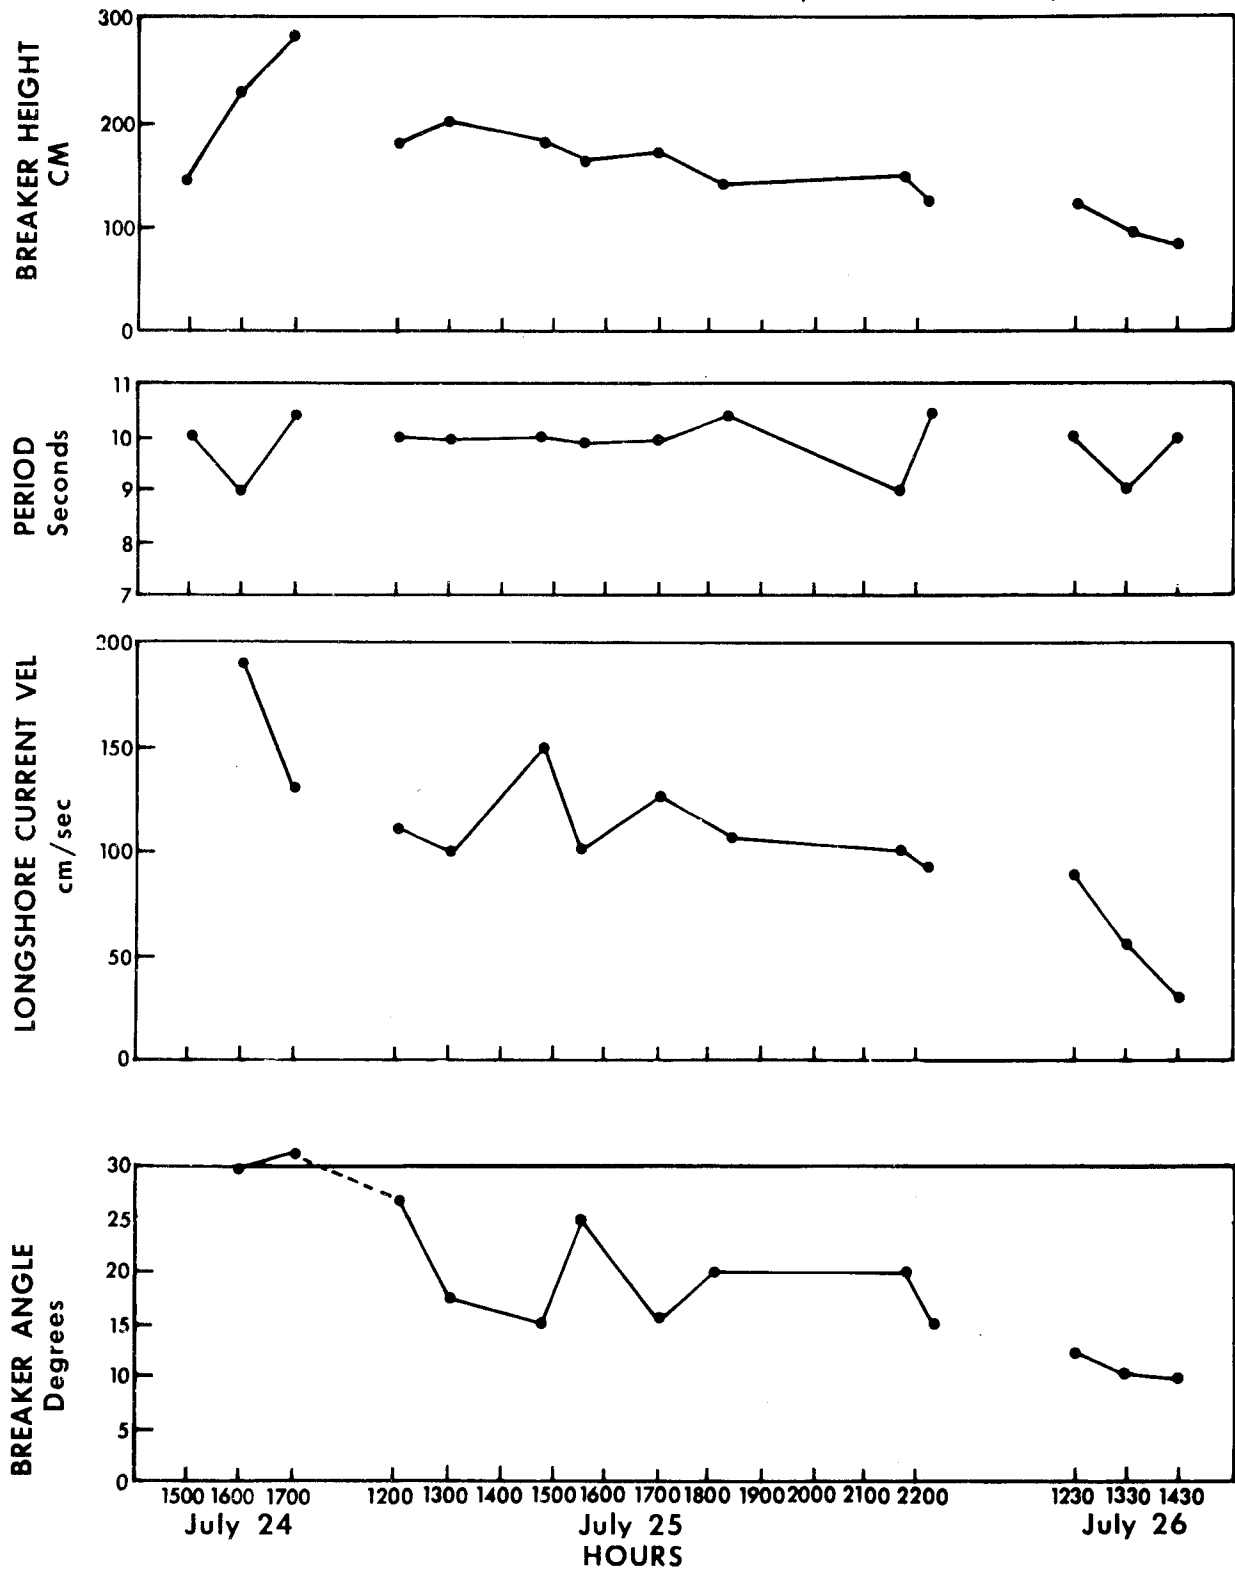 BREAKER HEIGHT
CM
300
200
100
0
PERIOD
Seconds
11
10
9
8
7
LONGSHORE CURRENT VEL
cm/sec
200
150
100
50
0
BREAKER ANGLE
Degrees
30
25
20
15
10
5
0
1500 1600 1700 1200 1300 1400 1500 1600 1700 1800 1900 2000 2100 2200 1230 1330 1430
July 24 July 25 July 26
HOURS